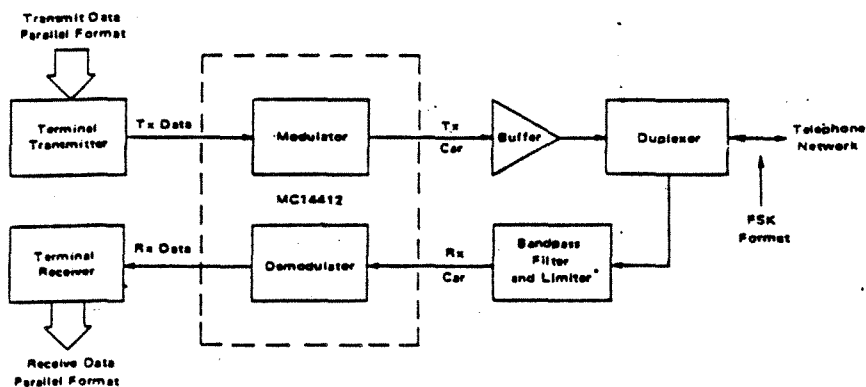 Transmit Data
Parallel Format
Terminal
Transmitter
Tx Data
Modulator
Tx
Car
Buffer
Duplexer
Telephone
Network
MC14412
FSK
Format
Terminal
Receiver
Rx Data
Demodulator
Rx
Car
Bandpass
Filter
and Limiter*
Receive Data
Parallel Format